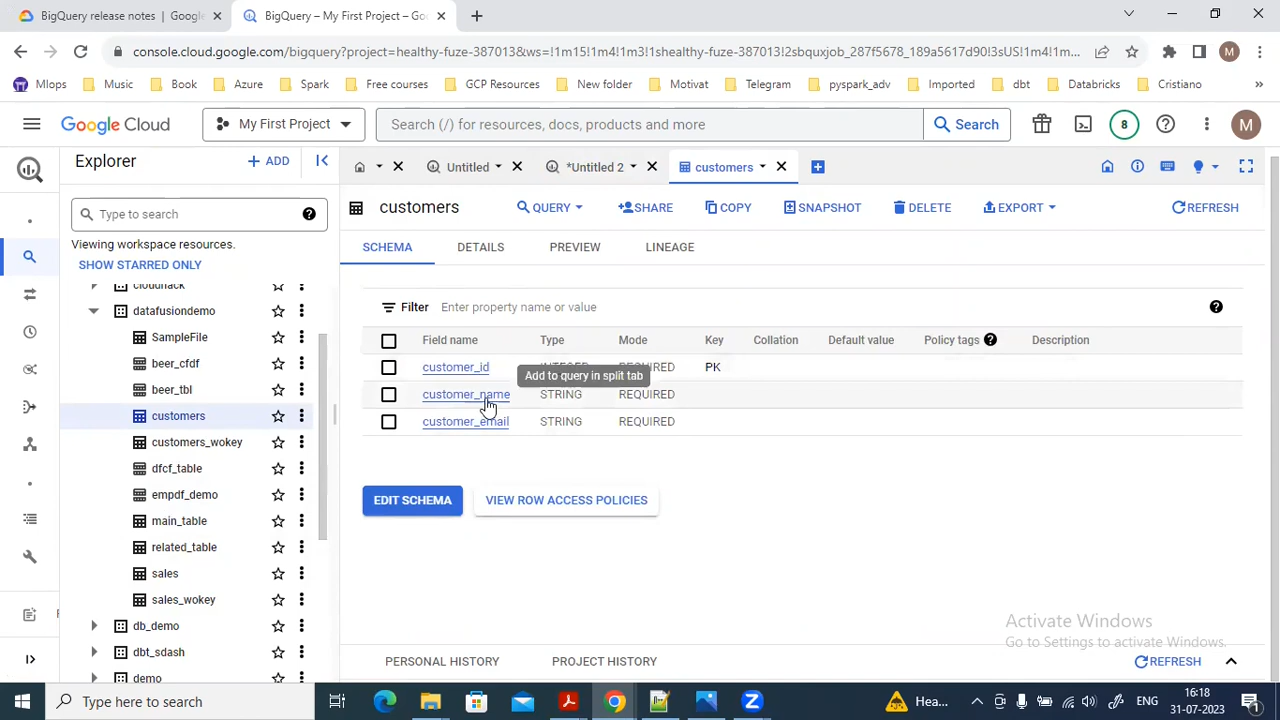 BigQuery release notes | Google
BigQuery – My First Project – Go
console.cloud.google.com/bigquery?project=healthy-fuze-387013&ws=!1m15!1m4!1m3!1shealthy-fuze-387013!2sbquxjob_287f5678_189a5617d90!3sUS!1m4!1m...
M
Mlops
Music
Book
Azure
Spark
Free courses
GCP Resources
New folder
Motivat
Telegram
pyspark_adv
Imported
dbt
Databricks
Cristiano
»
Google Cloud
My First Project
Search (/) for resources, docs, products and more
Search
8
M
Explorer
+ ADD
Untitled
*Untitled 2
customers
Type to search
customers
QUERY
SHARE
COPY
SNAPSHOT
DELETE
EXPORT
REFRESH
Viewing workspace resources.
SHOW STARRED ONLY
SCHEMA
DETAILS
PREVIEW
LINEAGE
cloudhack
datafusiondemo
SampleFile
beer_cfdf
beer_tbl
customers
customers_wokey
dfcf_table
empdf_demo
main_table
related_table
sales
sales_wokey
db_demo
dbt_sdash
demo
Filter Enter property name or value
Field name Type Mode Key Collation Default value Policy tags Description
customer_id INTEGER REQUIRED PK
Add to query in split tab
customer_name STRING REQUIRED
customer_email STRING REQUIRED
EDIT SCHEMA
VIEW ROW ACCESS POLICIES
Activate Windows
Go to Settings to activate Windows.
PERSONAL HISTORY
PROJECT HISTORY
REFRESH
Type here to search
Hea...
ENG
16:18
31-07-2023
1